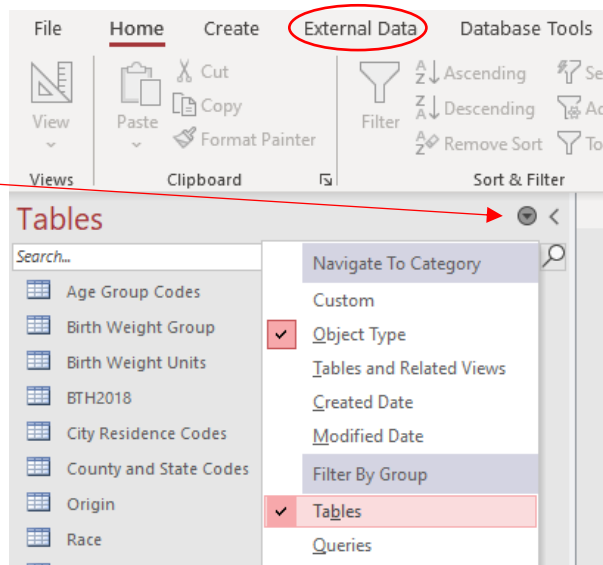 File Home Create External Data Database Tools
Cut
Copy
Format Painter
View
Paste
Filter
Ascending
Descending
Remove Sort
Se
Ad
To
Views Clipboard Sort & Filter
Tables
Search...
Age Group Codes
Birth Weight Group
Birth Weight Units
BTH2018
City Residence Codes
County and State Codes
Origin
Race
Navigate To Category
Custom
Object Type
Tables and Related Views
Created Date
Modified Date
Filter By Group
Tables
Queries